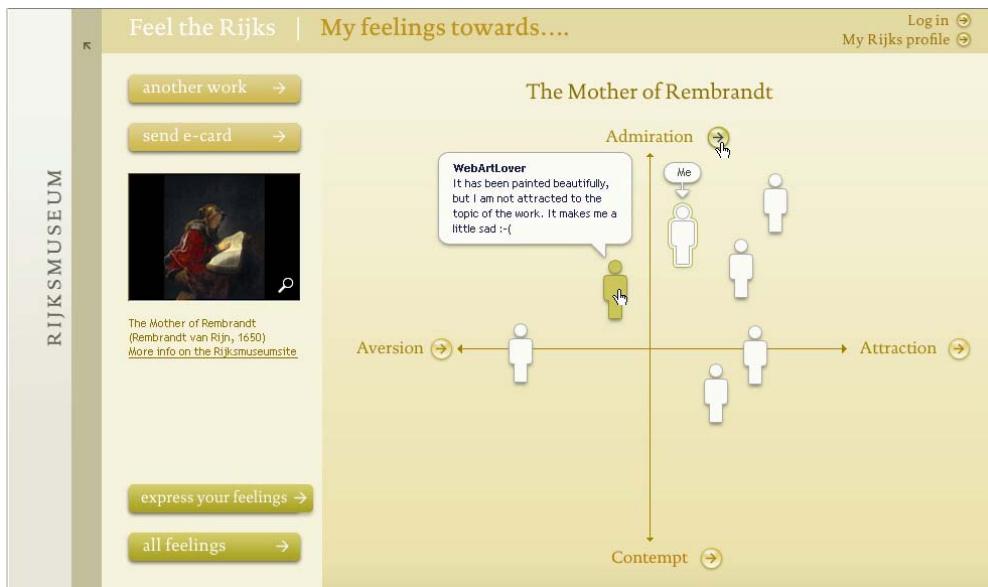 RIJKSMUSEUM
Feel the Rijks | My feelings towards....
Log in
My Rijks profile
another work
send e-card
The Mother of Rembrandt
(Rembrandt van Rijn, 1650)
More info on the Rijksmuseumsite
express your feelings
all feelings
The Mother of Rembrandt
Admiration
WebArtLover
It has been painted beautifully,
but I am not attracted to the
topic of the work. It makes me a
little sad :-(
Me
Aversion
Attraction
Contempt